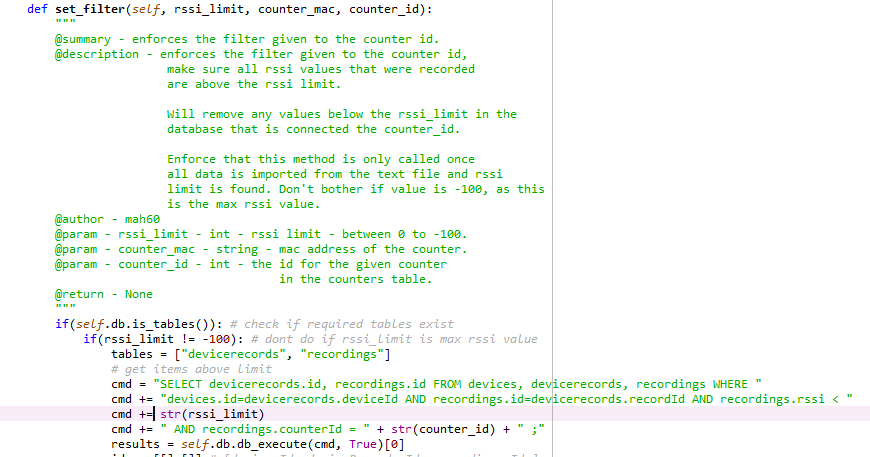 def set_filter(self, rssi_limit, counter_mac, counter_id):
"""
@summary - enforces the filter given to the counter id.
@description - enforces the filter given to the counter id,
make sure all rssi values that were recorded
are above the rssi limit.
Will remove any values below the rssi_limit in the
database that is connected the counter_id.
Enforce that this method is only called once
all data is imported from the text file and rssi
limit is found. Don't bother if value is -100, as this
is the max rssi value.
@author - mah60
@param - rssi_limit - int - rssi limit - between 0 to -100.
@param - counter_mac - string - mac address of the counter.
@param - counter_id - int - the id for the given counter
in the counters table.
@return - None
"""
if(self.db.is_tables()): # check if required tables exist
if(rssi_limit != -100): # dont do if rssi_limit is max rssi value
tables = ["devicerecords", "recordings"]
# get items above limit
cmd = "SELECT devicerecords.id, recordings.id FROM devices, devicerecords, recordings WHERE "
cmd += "devices.id=devicerecords.deviceId AND recordings.id=devicerecords.recordId AND recordings.rssi < "
cmd += str(rssi_limit)
cmd += " AND recordings.counterId = " + str(counter_id) + " ;"
results = self.db.db_execute(cmd, True)[0]